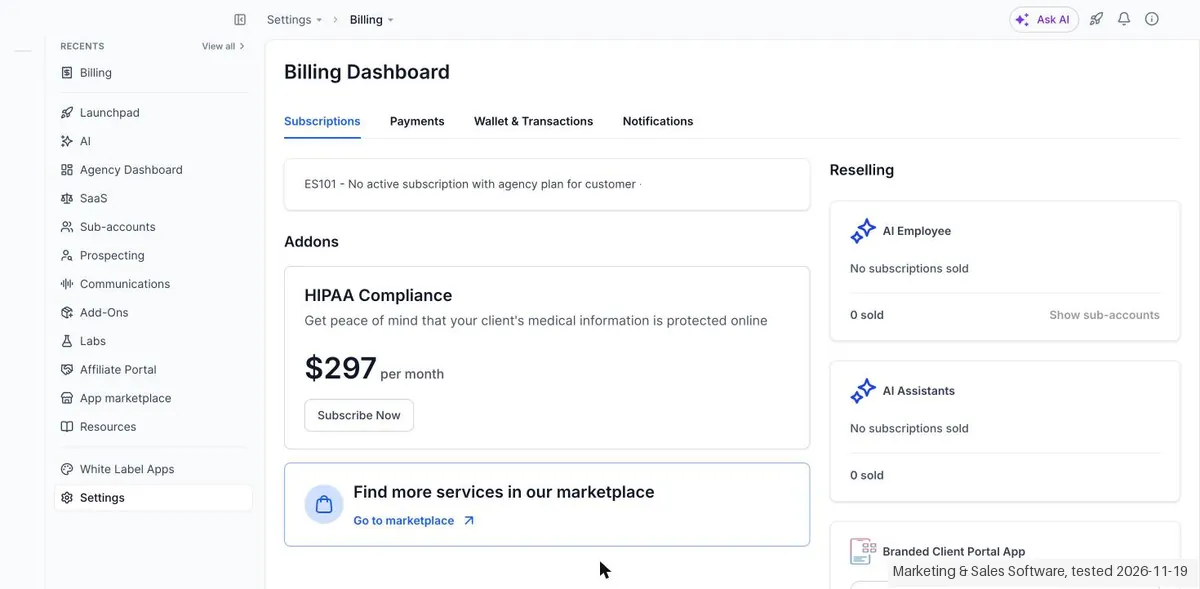 Settings
Billing
Ask AI
RECENTS
View all
Billing
Launchpad
AI
Agency Dashboard
SaaS
Sub-accounts
Prospecting
Communications
Add-Ons
Labs
Affiliate Portal
App marketplace
Resources
White Label Apps
Settings
Billing Dashboard
Subscriptions
Payments
Wallet & Transactions
Notifications
ES101 - No active subscription with agency plan for customer ·
Addons
HIPAA Compliance
Get peace of mind that your client's medical information is protected online
$297 per month
Subscribe Now
Find more services in our marketplace
Go to marketplace
Reselling
AI Employee
No subscriptions sold
0 sold
Show sub-accounts
AI Assistants
No subscriptions sold
0 sold
Branded Client Portal App
Marketing & Sales Software, tested 2026-11-19